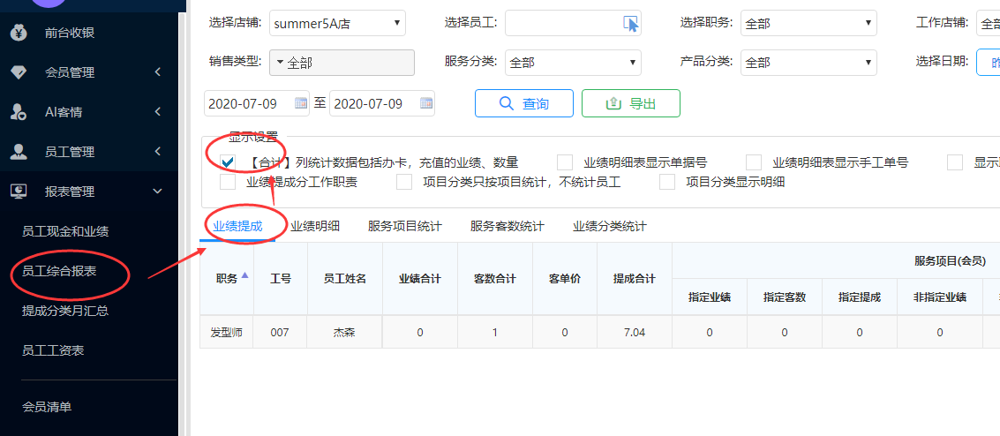 前台收银
会员管理
AI客情
员工管理
报表管理
员工现金和业绩
员工综合报表
提成分类月汇总
员工工资表
会员清单
选择店铺: summer5A店 选择员工: 选择职务: 全部 工作店铺: 全部
销售类型: 全部 服务分类: 全部 产品分类: 全部 选择日期: 昨
2020-07-09 至 2020-07-09 查询 导出
显示设置
【合计】列统计数据包括办卡，充值的业绩、数量 业绩明细表显示单据号 业绩明细表显示手工单号 显示
业绩提成分工作职责 项目分类只按项目统计，不统计员工 项目分类显示明细
业绩提成 业绩明细 服务项目统计 服务客数统计 业绩分类统计
服务项目(会员)
职务 工号 员工姓名 业绩合计 客数合计 客单价 提成合计
指定业绩 指定客数 指定提成 非指定业绩
发型师 007 杰森 0 1 0 7.04 0 0 0 0